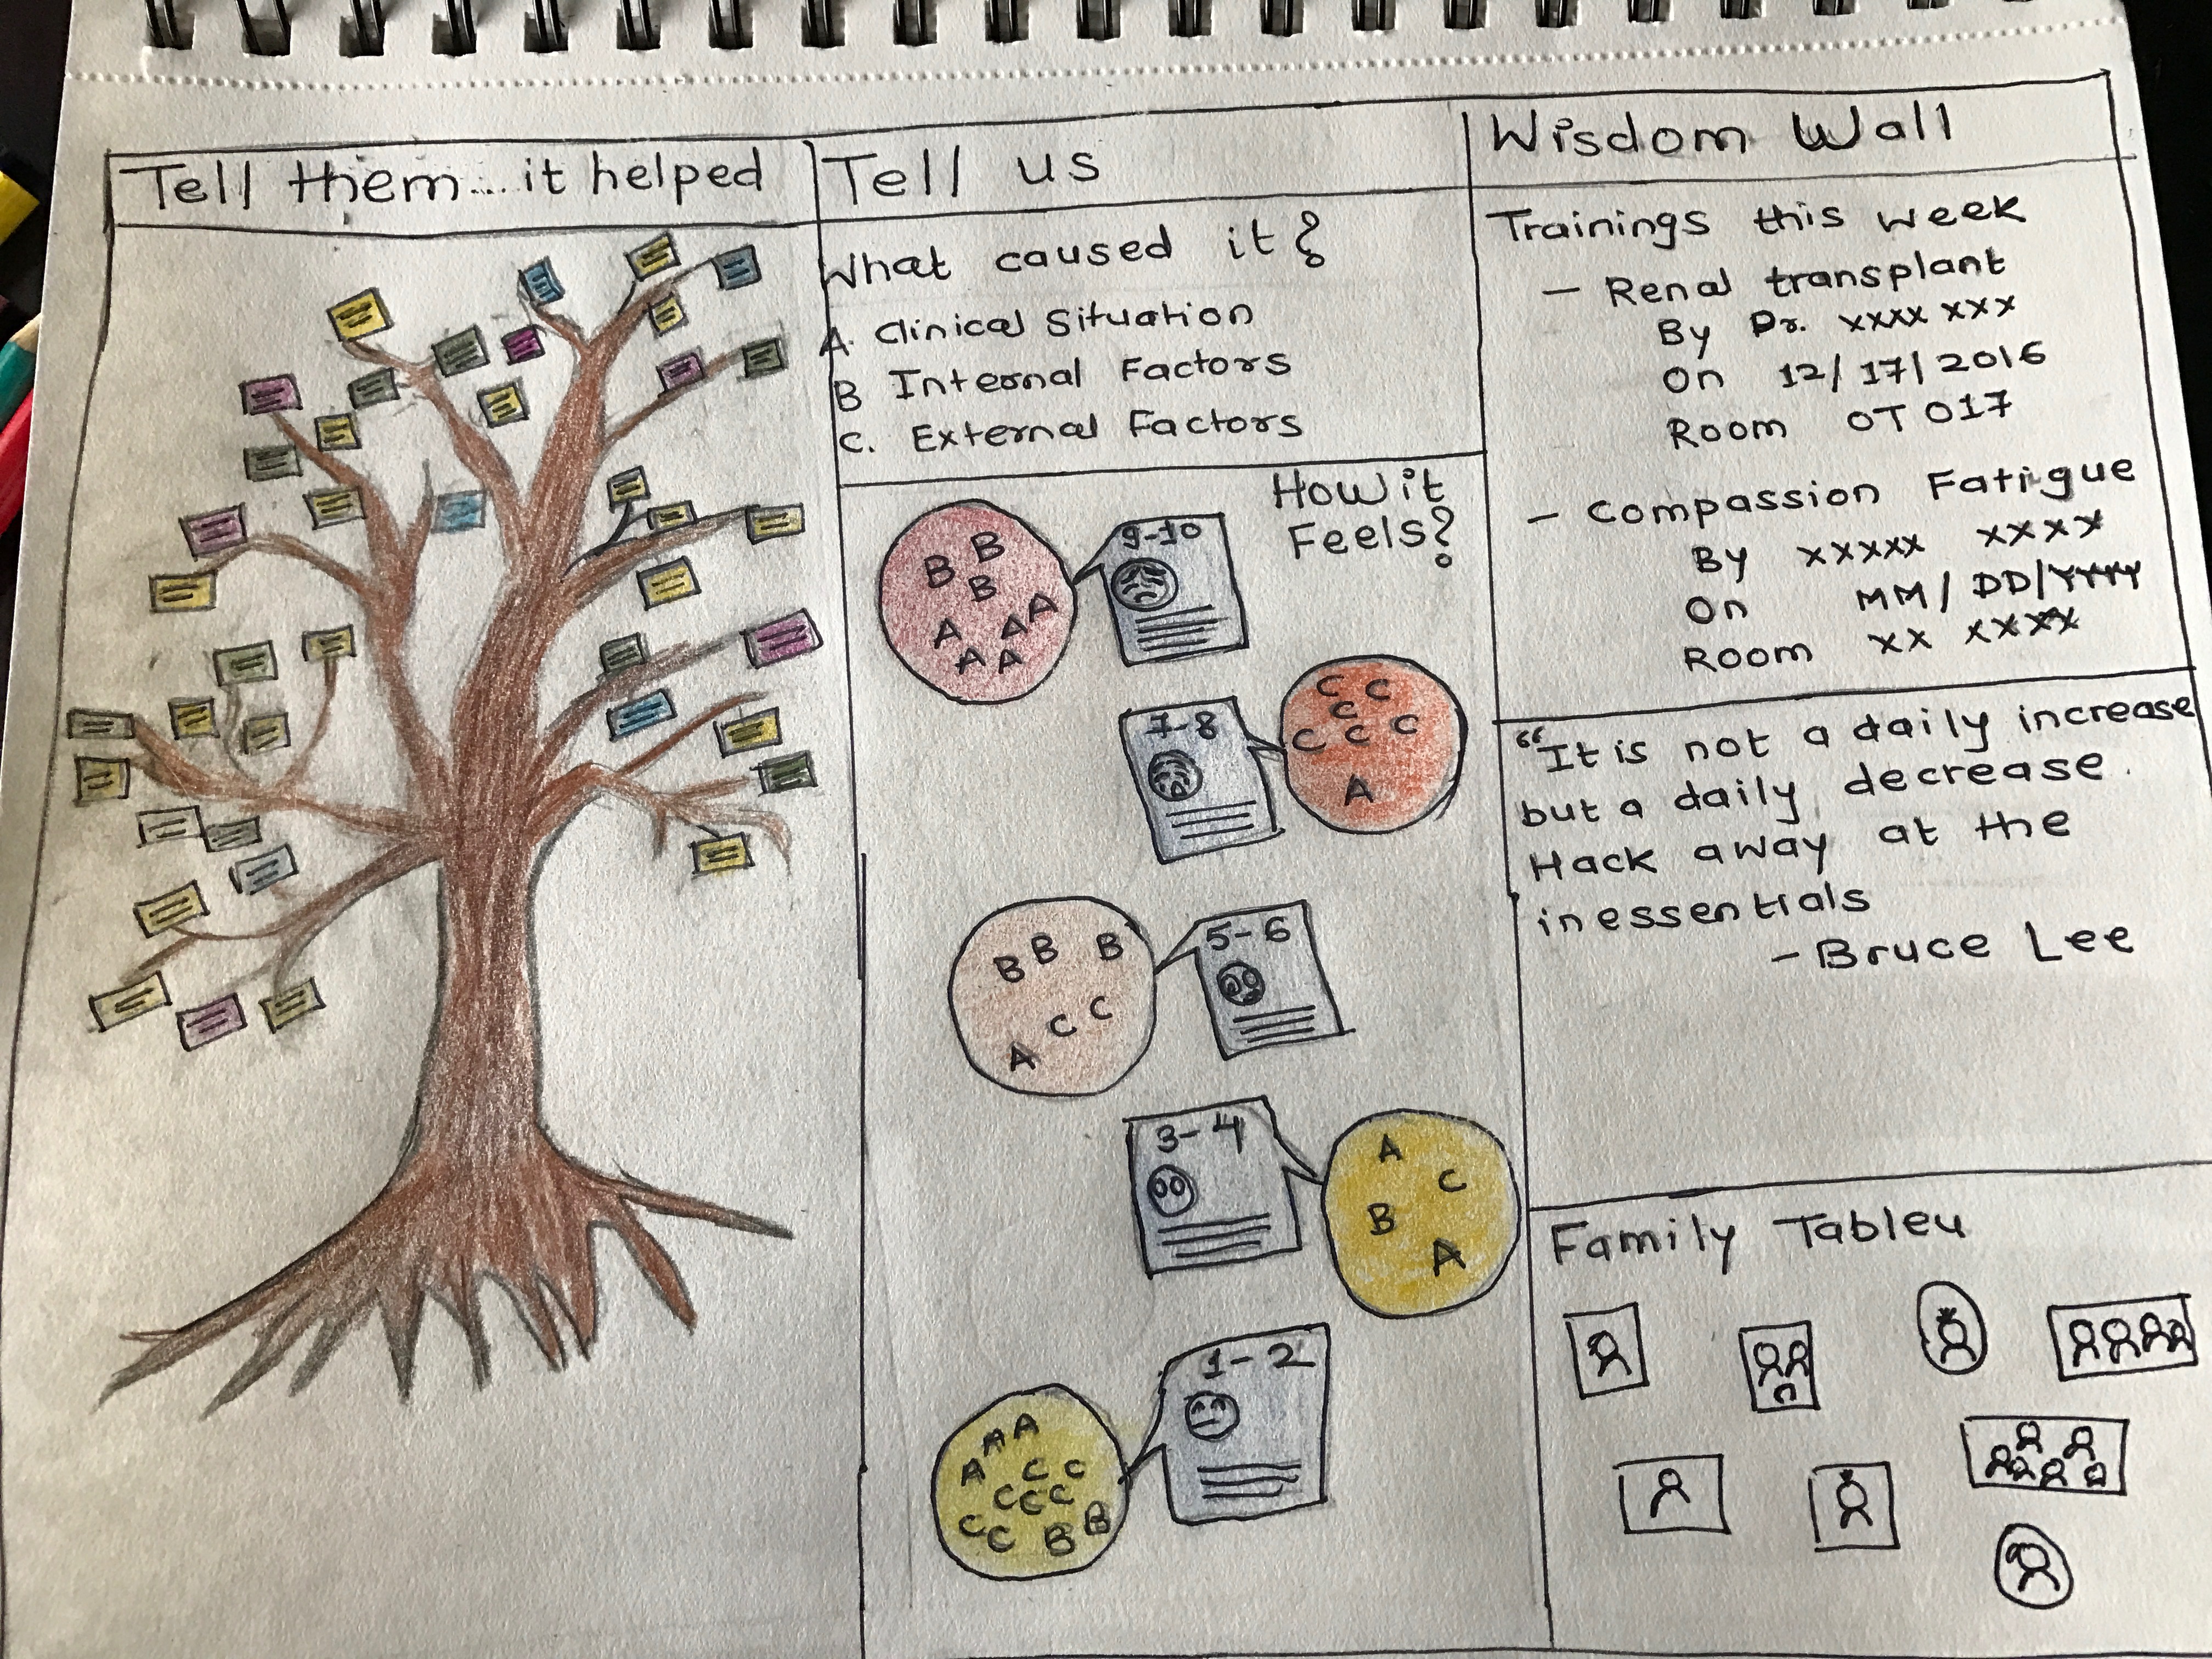 Tell them...it helped
Tell us
What caused it?
A. Clinical Situation
B Internal Factors
C. External Factors
How it
Feels?
9-10
B B
B
A A A
A A
7-8
C C
C
C C C
A
5-6
B B B
C C
A
3-4
A
C
B
A
1-2
A A
A C C
C C C
C C B B
Wisdom Wall
Trainings this week
- Renal transplant
By Dr. xxxx xxx
On 12/17/2016
Room OT 017
- Compassion Fatigue
By xxxxx xxxx
On MM/DD/YYYY
Room xx xxxx
"It is not a daily increase
but a daily decrease.
Hack away at the
inessentials
- Bruce Lee
Family Tableu